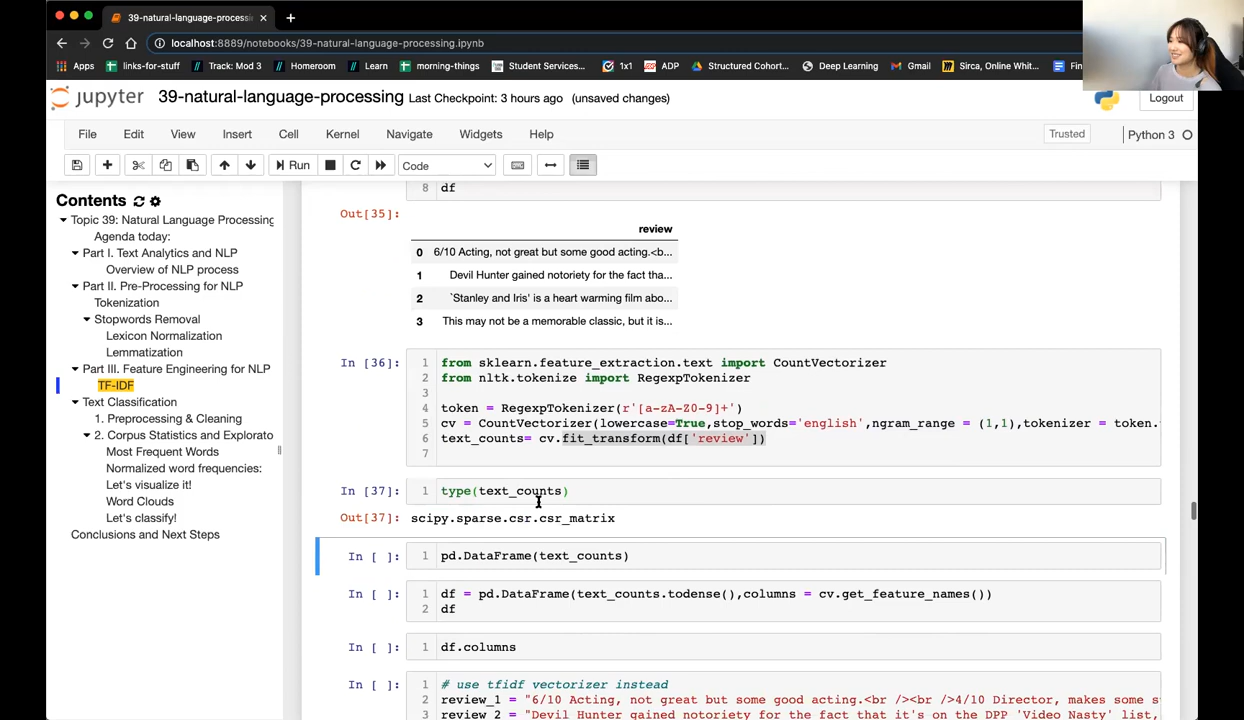 39-natural-language-processi
localhost:8889/notebooks/39-natural-language-processing.ipynb
Apps links-for-stuff Track: Mod 3 Homeroom Learn morning-things Student Services... 1x1 ADP Structured Cohort... Deep Learning Gmail Sirca, Online Whit... Fin
jupyter 39-natural-language-processing Last Checkpoint: 3 hours ago (unsaved changes) Logout
File Edit View Insert Cell Kernel Navigate Widgets Help Trusted Python 3
Run Code
Contents
Topic 39: Natural Language Processing
Agenda today:
Part I. Text Analytics and NLP
Overview of NLP process
Part II. Pre-Processing for NLP
Tokenization
Stopwords Removal
Lexicon Normalization
Lemmatization
Part III. Feature Engineering for NLP
TF-IDF
Text Classification
1. Preprocessing & Cleaning
2. Corpus Statistics and Explorato
Most Frequent Words
Normalized word frequencies:
Let's visualize it!
Word Clouds
Let's classify!
Conclusions and Next Steps
8 df
Out[35]:
review
0 6/10 Acting, not great but some good acting.<b...
1 Devil Hunter gained notoriety for the fact tha...
2 `Stanley and Iris' is a heart warming film abo...
3 This may not be a memorable classic, but it is...
In [36]: 1 from sklearn.feature_extraction.text import CountVectorizer
2 from nltk.tokenize import RegexpTokenizer
3
4 token = RegexpTokenizer(r'[a-zA-Z0-9]+')
5 cv = CountVectorizer(lowercase=True,stop_words='english',ngram_range = (1,1),tokenizer = token.
6 text_counts= cv.fit_transform(df['review'])
7
In [37]: 1 type(text_counts)
Out[37]: scipy.sparse.csr.csr_matrix
In [ ]: 1 pd.DataFrame(text_counts)
In [ ]: 1 df = pd.DataFrame(text_counts.todense(),columns = cv.get_feature_names())
2 df
In [ ]: 1 df.columns
In [ ]: 1 # use tfidf vectorizer instead
2 review_1 = "6/10 Acting, not great but some good acting.<br /><br />4/10 Director, makes some s
3 review_2 = "Devil Hunter gained notoriety for the fact that it's on the DPP 'Video Nasty' list,